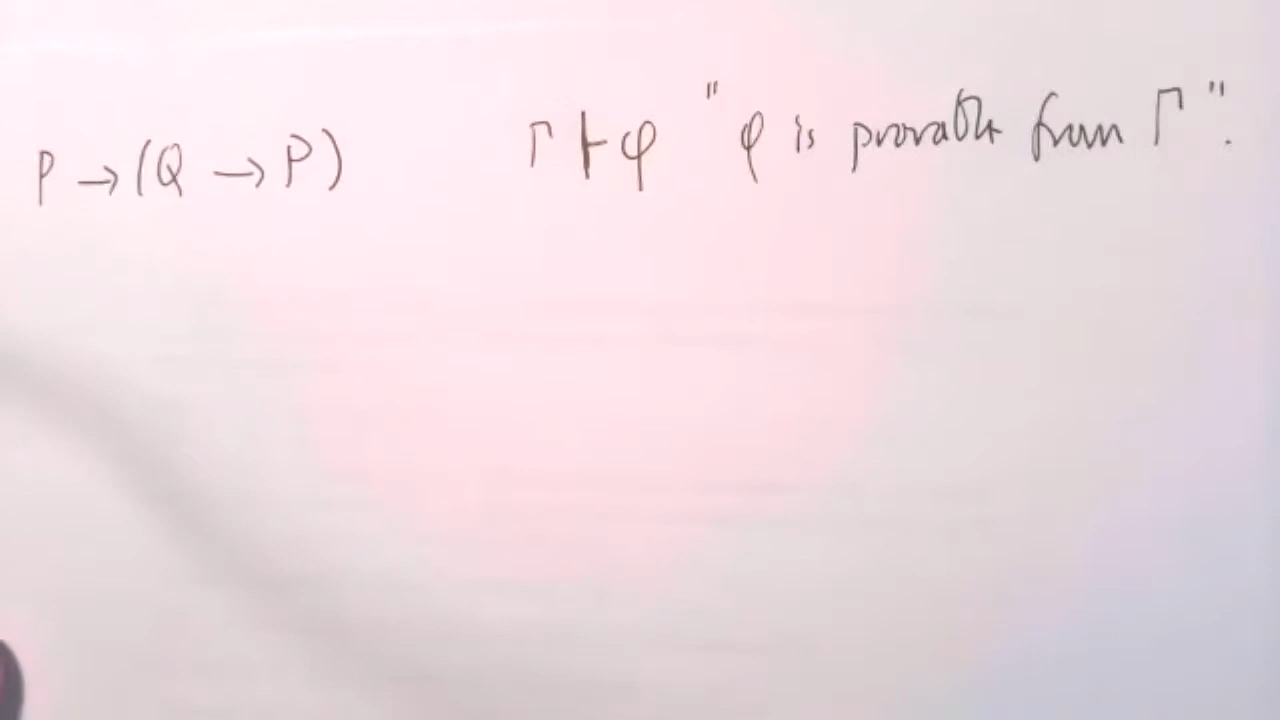 P → (Q → P)
Γ ⊢ φ "φ is provable from Γ".